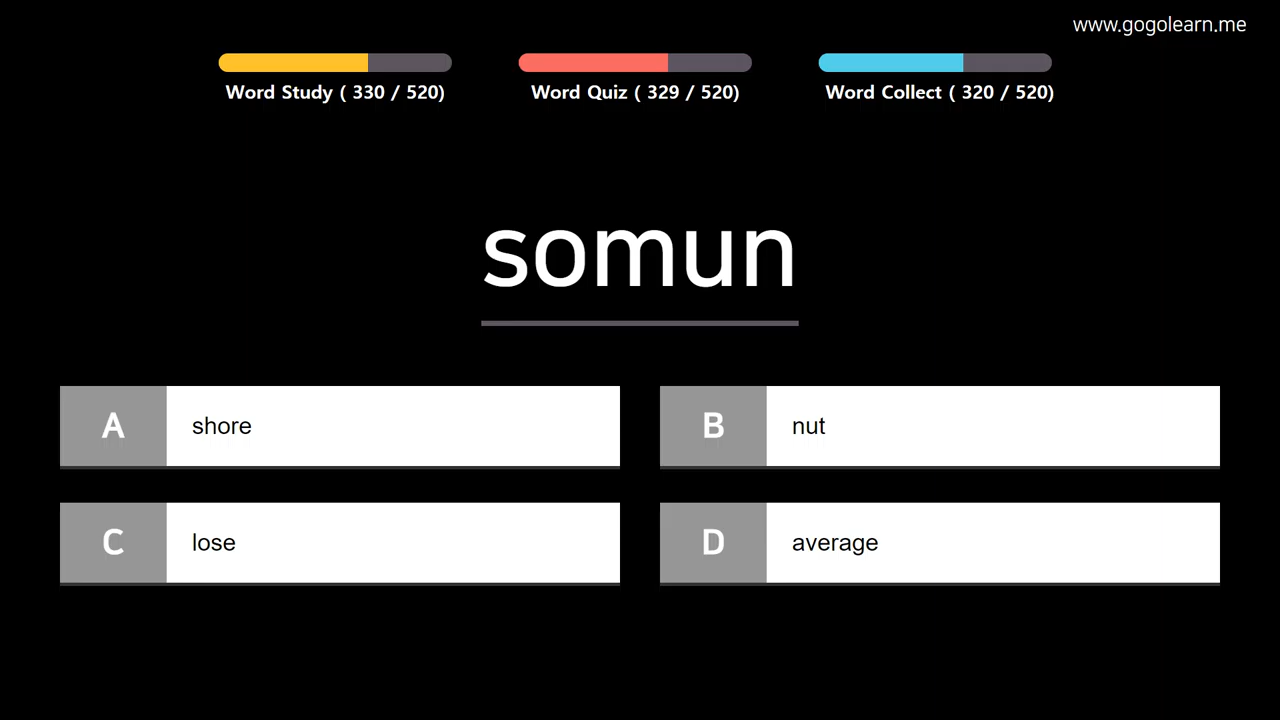 www.gogolearn.me
Word Study ( 330 / 520)
Word Quiz ( 329 / 520)
Word Collect ( 320 / 520)
somun
A shore
B nut
C lose
D average